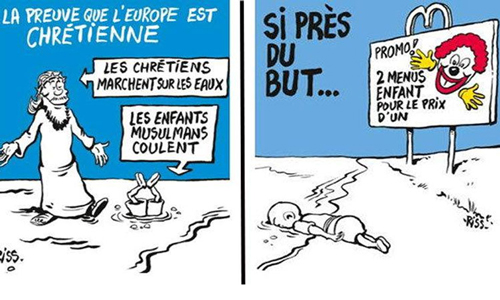 LA PREUVE QUE L'EUROPE EST
CHRÉTIENNE
LES CHRÉTIENS
MARCHENT SUR LES EAUX
LES ENFANTS
MUSULMANS
COULENT
RISS.
SI PRÈS
DU
BUT...
PROMO!
2 MENUS
ENFANT
POUR LE PRIX
D'UN
RISS.